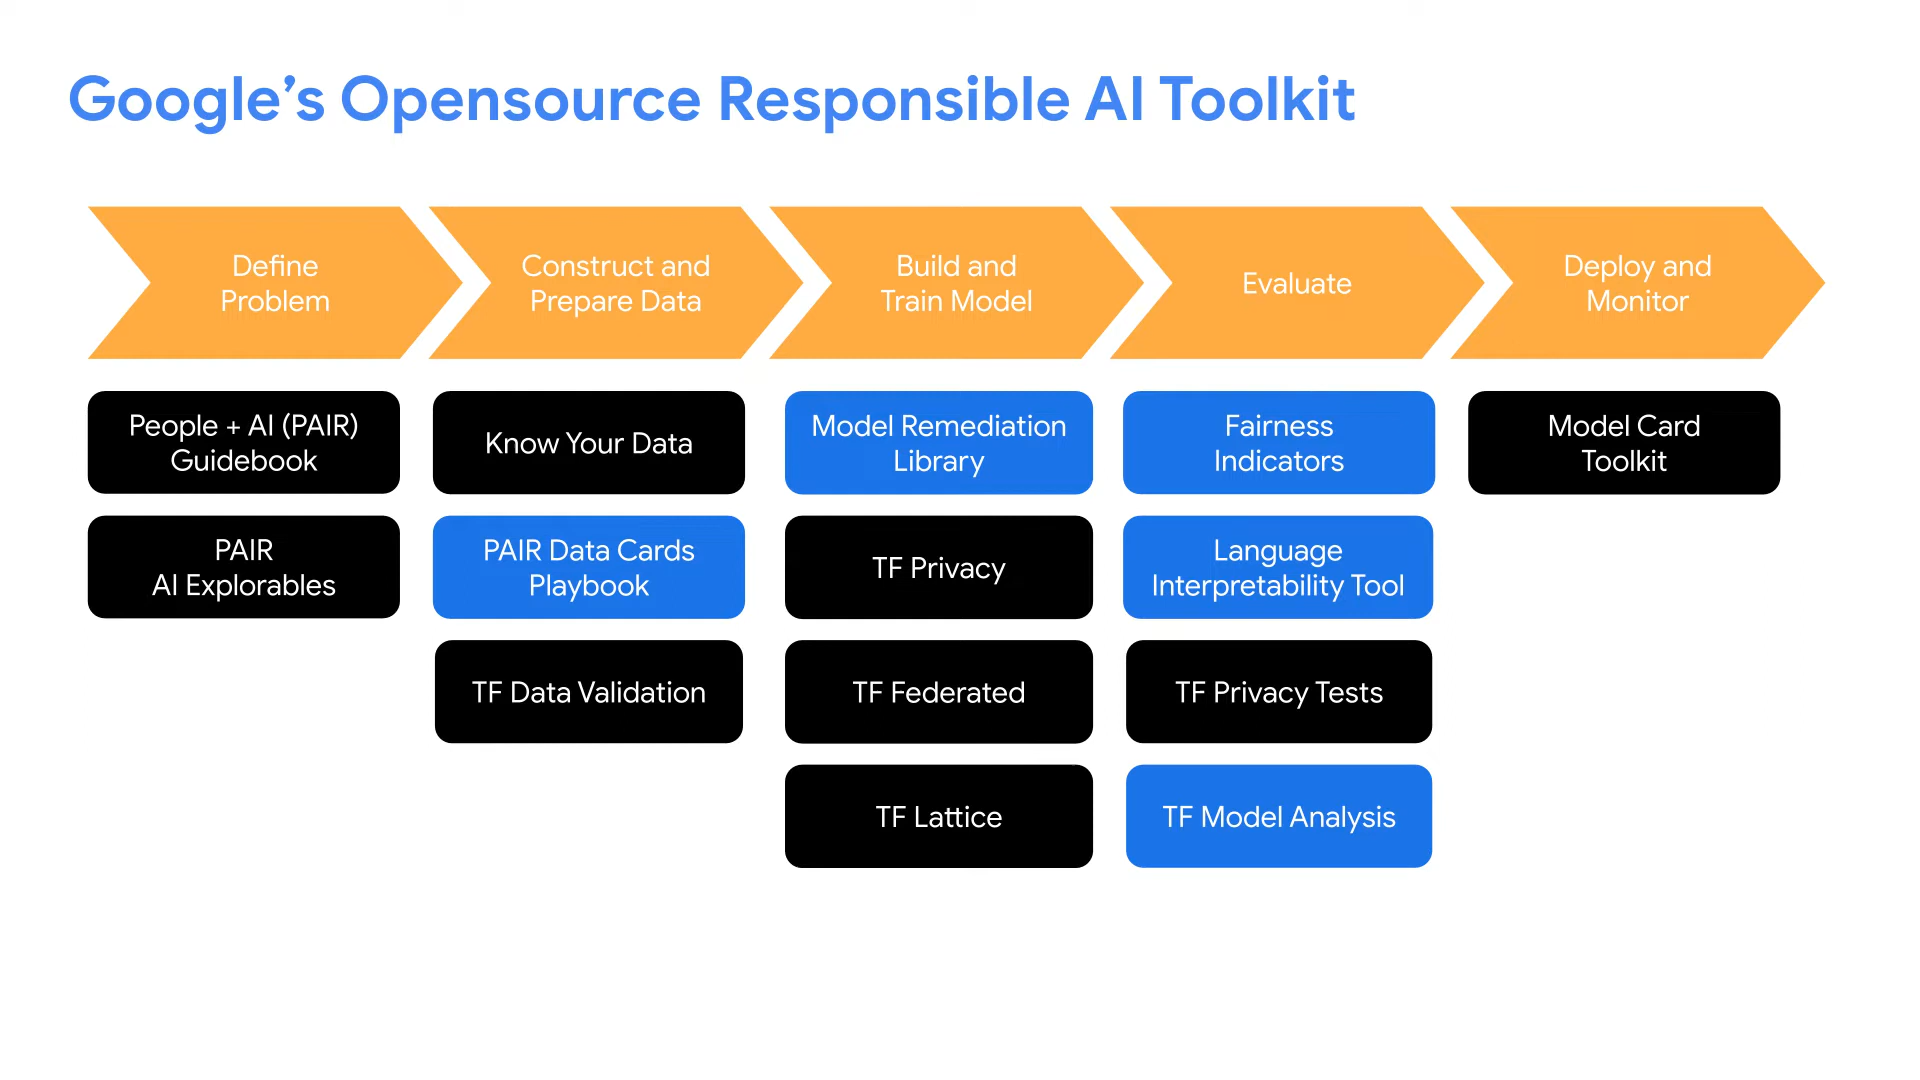 Google’s Opensource Responsible AI Toolkit
Define
Problem
Construct and
Prepare Data
Build and
Train Model
Evaluate
Deploy and
Monitor
People + AI (PAIR)
Guidebook
PAIR
AI Explorables
Know Your Data
PAIR Data Cards
Playbook
TF Data Validation
Model Remediation
Library
TF Privacy
TF Federated
TF Lattice
Fairness
Indicators
Language
Interpretability Tool
TF Privacy Tests
TF Model Analysis
Model Card
Toolkit